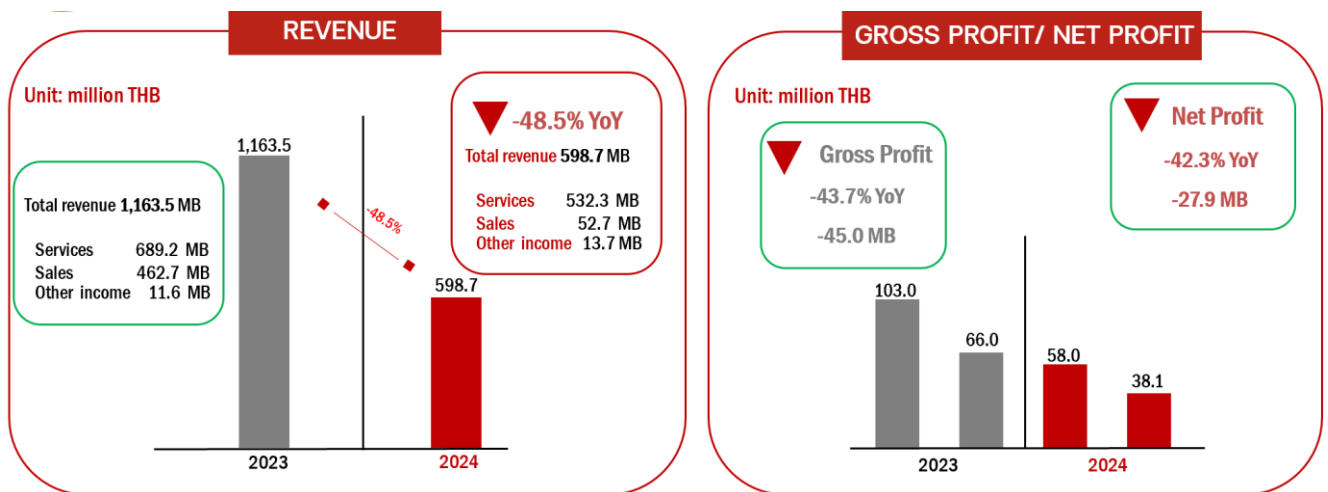 REVENUE
Unit: million THB
1,163.5
Total revenue 1,163.5 MB
Services 689.2 MB
Sales 462.7 MB
Other income 11.6 MB
-48.5%
-48.5% YoY
Total revenue 598.7 MB
Services 532.3 MB
Sales 52.7 MB
Other income 13.7 MB
598.7
2023
2024
GROSS PROFIT/ NET PROFIT
Unit: million THB
Gross Profit
-43.7% YoY
-45.0 MB
Net Profit
-42.3% YoY
-27.9 MB
103.0
66.0
58.0
38.1
2023
2024